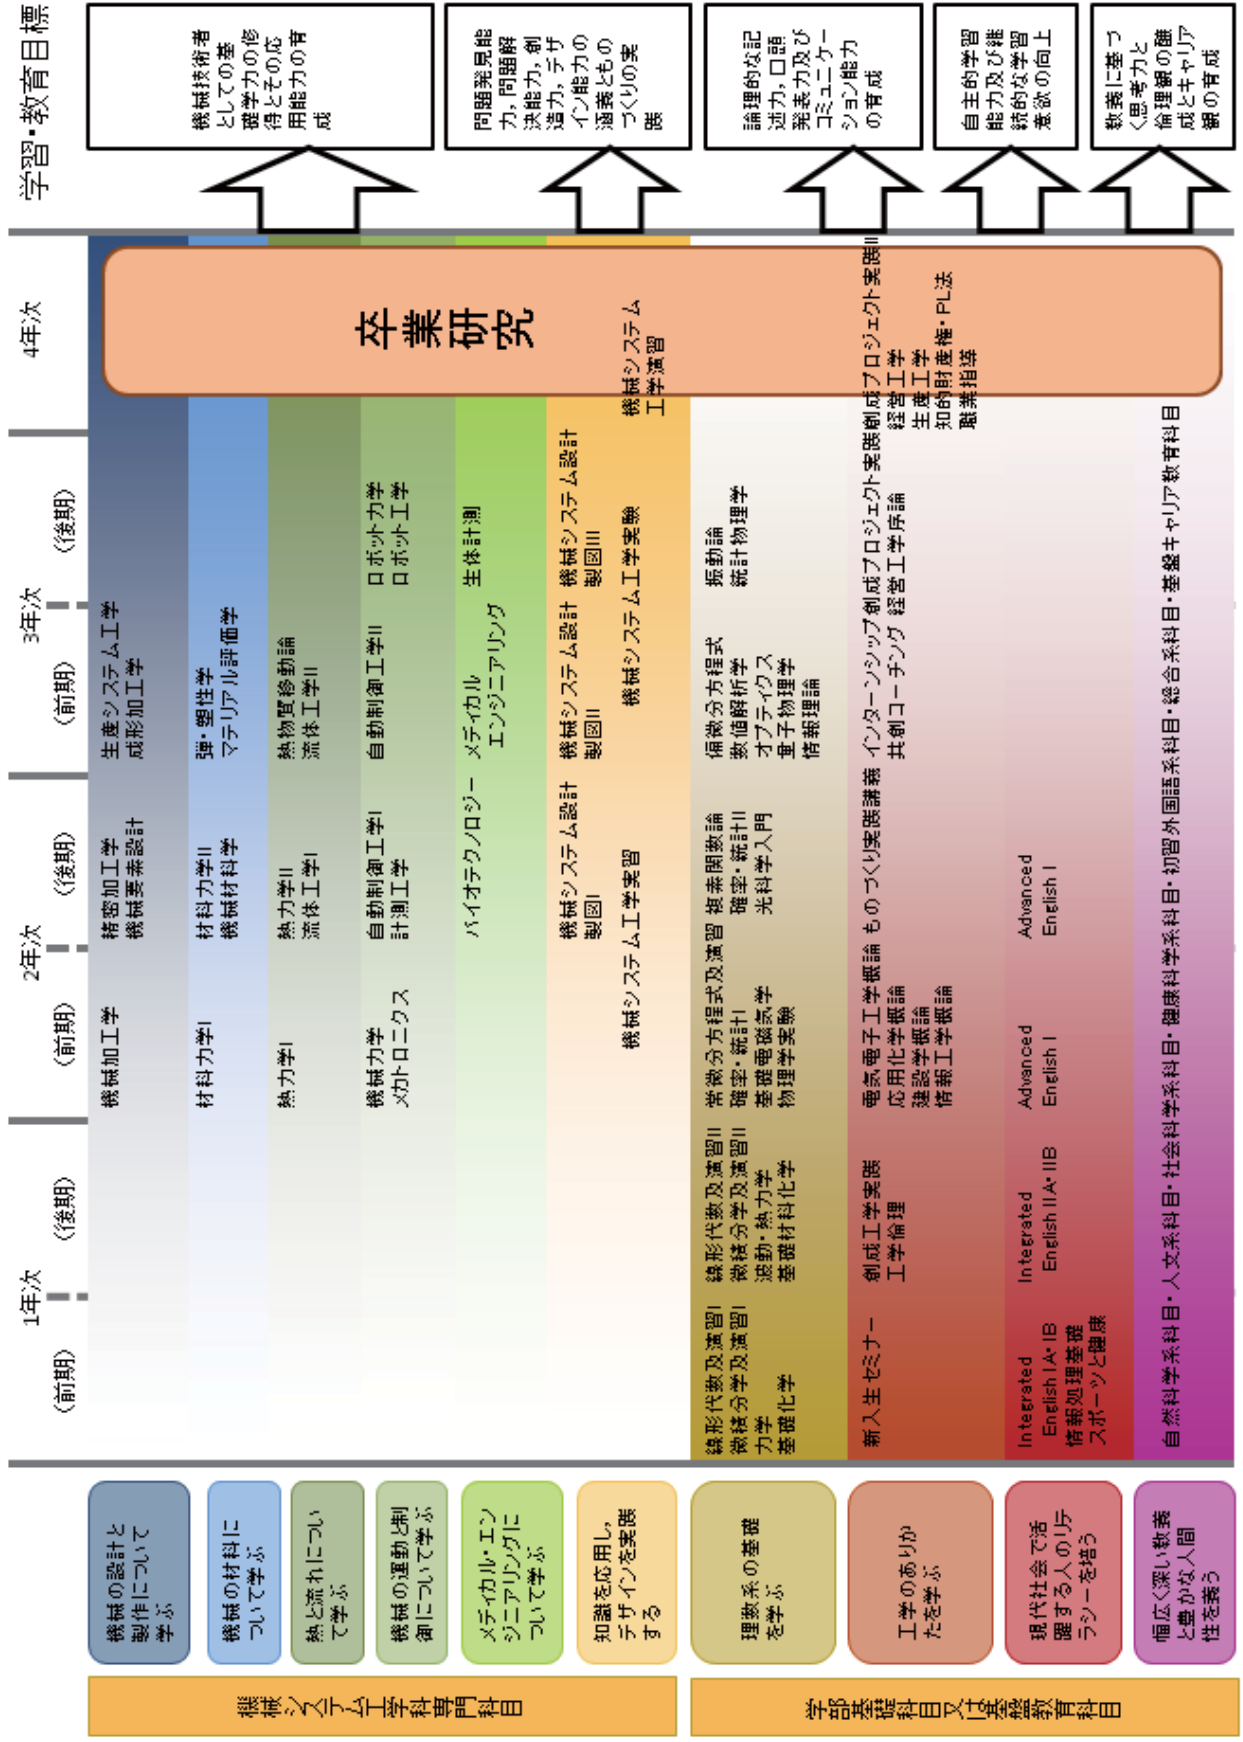 学習・教育目標
1年次
2年次
3年次
4年次
（前期）
（後期）
（前期）
（後期）
（前期）
（後期）
機械システム工学科専門科目
機械の設計と
製作について
学ぶ
機械加工学
精密加工学
機械要素設計
生産システム工学
成形加工学
機械の材料に
ついて学ぶ
材料力学I
材料力学II
機械材料学
弾・塑性学
マテリアル評価学
熱と流れについ
て学ぶ
熱力学I
熱力学II
流体工学I
熱物質移動論
流体工学II
機械の運動と制
御について学ぶ
機械力学
メカトロニクス
自動制御工学I
計測工学
自動制御工学II
ロボット力学
ロボット工学
メディカル・エン
ジニアリングに
ついて学ぶ
バイオテクノロジー
メディカル
エンジニアリング
生体計測
知識を応用し，
デザインを実践
する
機械システム設計
製図I
機械システム設計
製図II
機械システム設計
製図III
機械システム工学実習
機械システム工学実験
機械システム
工学演習
卒業研究
学部基礎科目又は基盤教育科目
理数系の基礎
を学ぶ
線形代数及演習I
微積分学及演習I
力学
基礎化学
線形代数及演習II
微積分学及演習II
波動・熱力学
基礎材料化学
常微分方程式及演習
確率・統計I
基礎電磁気学
物理学実験
複素関数論
確率・統計II
光科学入門
偏微分方程式
数値解析学
オプティクス
量子物理学
情報理論
振動論
統計物理学
工学のありか
たを学ぶ
新入生セミナー
創成工学実践
工学倫理
電気電子工学概論
応用化学概論
建設学概論
情報工学概論
ものづくり実践講義
インターンシップ
共創コーチング
創成プロジェクト実践I
経営工学序論
創成プロジェクト実践II
経営工学
生産工学
知的財産権・PL法
職業指導
現代社会で活
躍する人のリテ
ラシーを培う
Integrated
English IA・IB
情報処理基礎
スポーツと健康
Integrated
English IIA・IIB
Advanced
English I
Advanced
English I
幅広く深い教養
と豊かな人間
性を養う
自然科学系科目・人文系科目・社会科学系科目・健康科学系科目・初習外国語系科目・総合系科目・基盤キャリア教育科目
機械技術者
としての基
礎学力の修
得とその応
用能力の育
成
問題発見能
力，問題解
決能力，創
造力，デザ
イン能力の
涵養ともの
づくりの実
践
論理的な記
述力，口頭
発表力及び
コミュニケー
ション能力
の育成
自主的学習
能力及び継
続的な学習
意欲の向上
教養に基づ
く思考力と
倫理観の醸
成とキャリア
観の育成